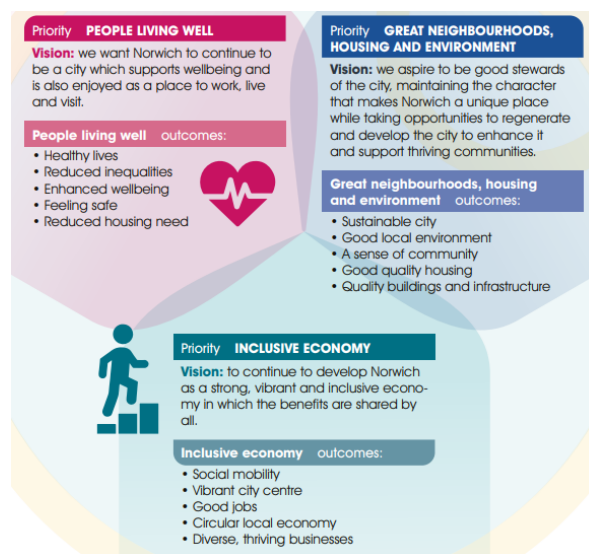 Priority PEOPLE LIVING WELL
Vision: we want Norwich to continue to
be a city which supports wellbeing and
is also enjoyed as a place to work, live
and visit.
People living well outcomes:
• Healthy lives
• Reduced inequalities
• Enhanced wellbeing
• Feeling safe
• Reduced housing need
Priority GREAT NEIGHBOURHOODS,
HOUSING AND ENVIRONMENT
Vision: we aspire to be good stewards
of the city, maintaining the character
that makes Norwich a unique place
while taking opportunities to regenerate
and develop the city to enhance it
and support thriving communities.
Great neighbourhoods, housing
and environment outcomes:
• Sustainable city
• Good local environment
• A sense of community
• Good quality housing
• Quality buildings and infrastructure
Priority INCLUSIVE ECONOMY
Vision: to continue to develop Norwich
as a strong, vibrant and inclusive econo-
my in which the benefits are shared by
all.
Inclusive economy outcomes:
• Social mobility
• Vibrant city centre
• Good jobs
• Circular local economy
• Diverse, thriving businesses